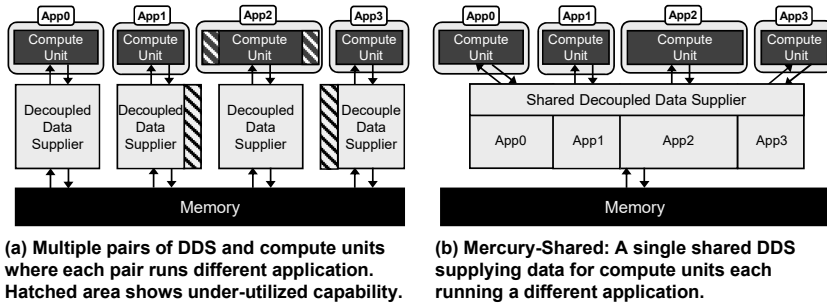 App0 App1 App2 App3
Compute Unit Compute Unit Compute Unit Compute Unit
Decoupled Data Supplier Decoupled Data Supplier Decoupled Data Supplier Decouple Data Supplier
Memory
(a) Multiple pairs of DDS and compute units
where each pair runs different application.
Hatched area shows under-utilized capability.
App0 App1 App2 App3
Compute Unit Compute Unit Compute Unit Compute Unit
Shared Decoupled Data Supplier
App0 App1 App2 App3
Memory
(b) Mercury-Shared: A single shared DDS
supplying data for compute units each
running a different application.